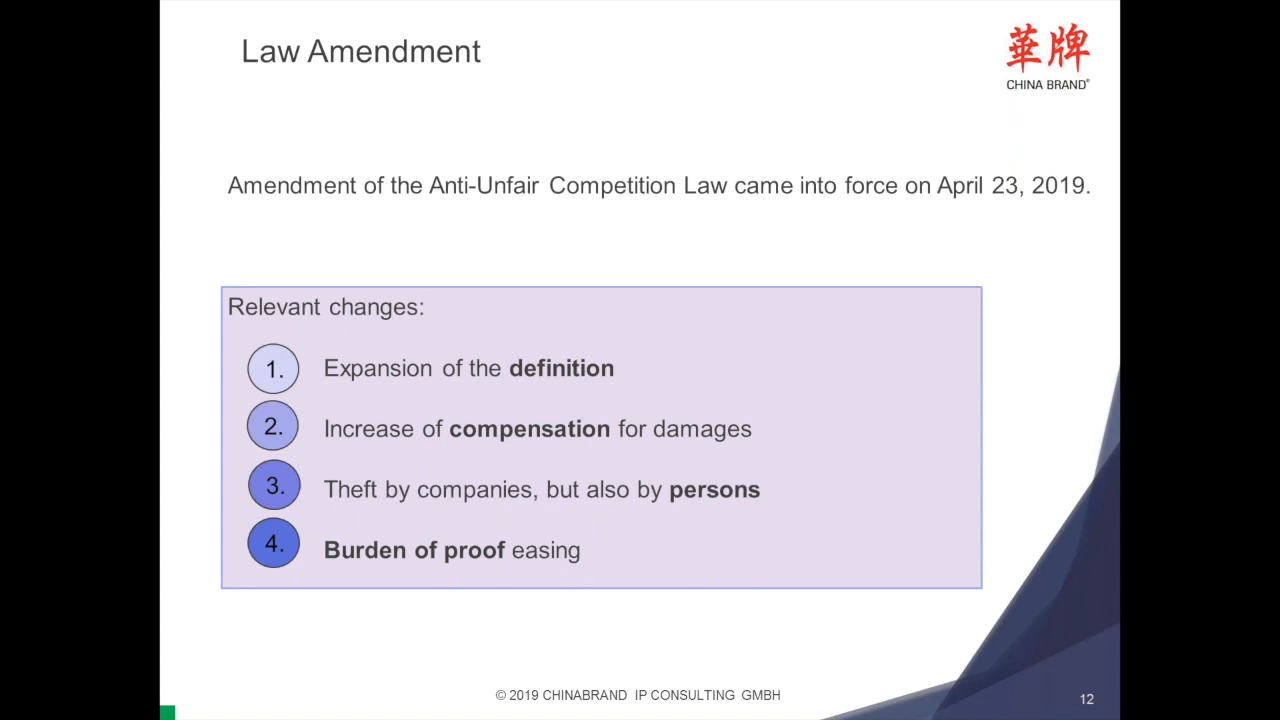 Law Amendment
華牌
CHINA BRAND®
Amendment of the Anti-Unfair Competition Law came into force on April 23, 2019.
Relevant changes:
1. Expansion of the definition
2. Increase of compensation for damages
3. Theft by companies, but also by persons
4. Burden of proof easing
© 2019 CHINABRAND IP CONSULTING GMBH
12